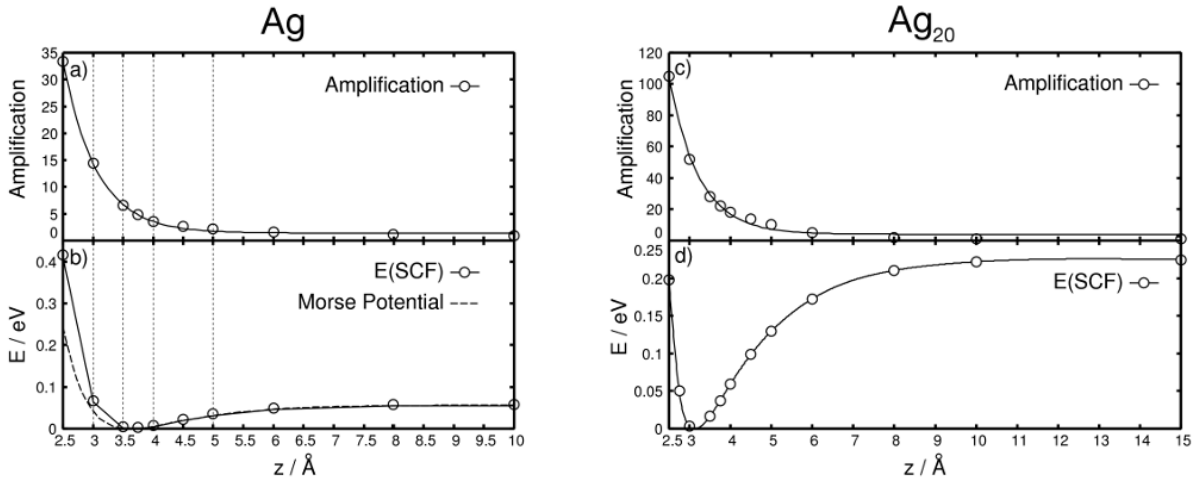 Ag
35
30
25
20
15
10
5
0
Amplification
a)
Amplification
0.4
0.3
0.2
0.1
0
E / eV
b)
E(SCF)
Morse Potential
2.5 3 3.5 4 4.5 5 5.5 6 6.5 7 7.5 8 8.5 9 9.5 10
z / Å
Ag20
120
100
80
60
40
20
0
Amplification
c)
Amplification
0.25
0.2
0.15
0.1
0.05
0
E / eV
d)
E(SCF)
2.5 3 4 5 6 7 8 9 10 11 12 13 14 15
z / Å